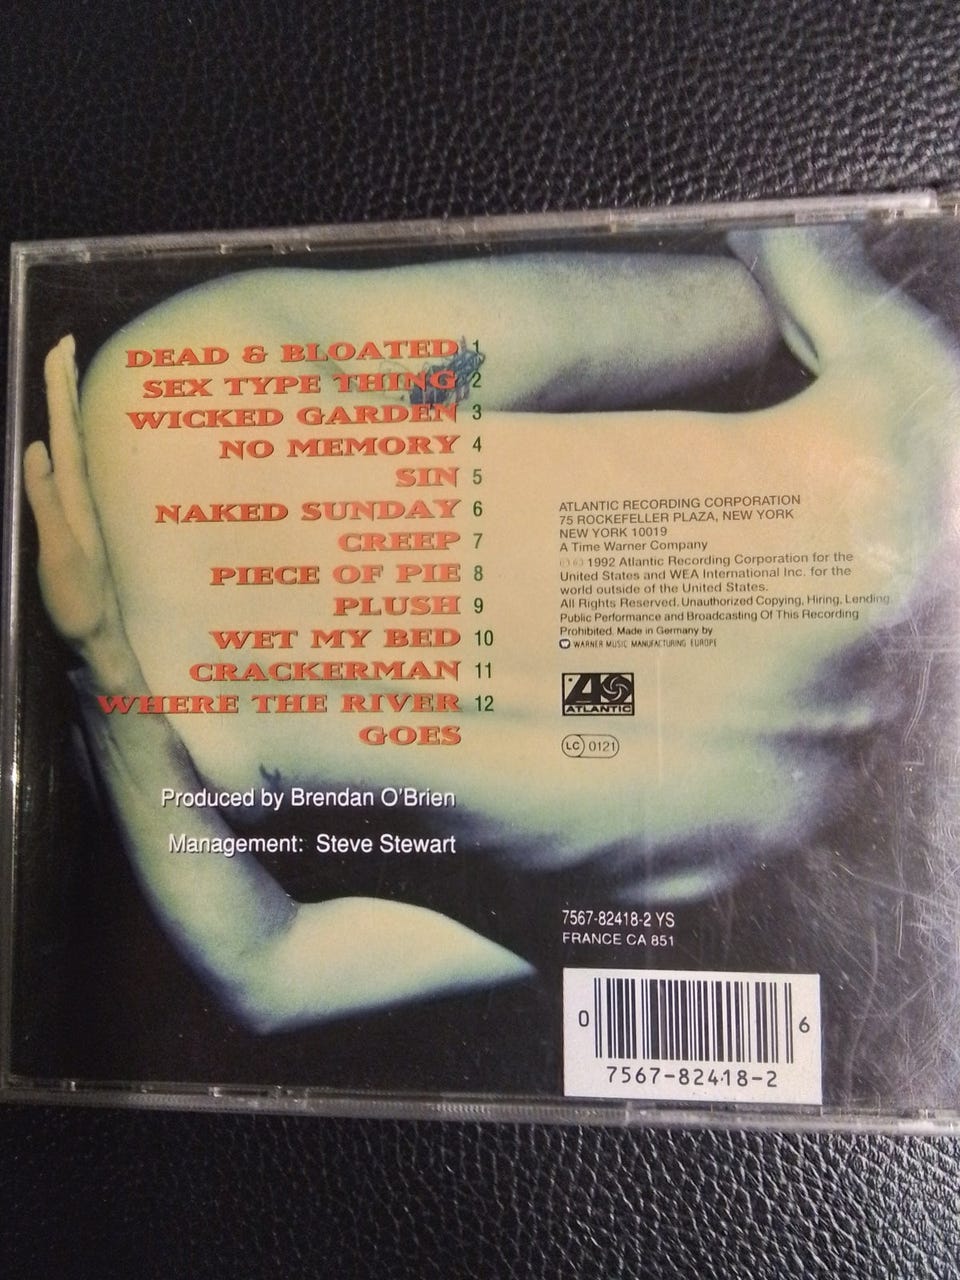 DEAD & BLOATED 1
SEX TYPE THING 2
WICKED GARDEN 3
NO MEMORY 4
SIN 5
NAKED SUNDAY 6
CREEP 7
PIECE OF PIE 8
PLUSH 9
WET MY BED 10
CRACKERMAN 11
WHERE THE RIVER 12
GOES
Produced by Brendan O'Brien
Management: Steve Stewart
ATLANTIC RECORDING CORPORATION
75 ROCKEFELLER PLAZA, NEW YORK
NEW YORK 10019
A Time Warner Company
℗ © 1992 Atlantic Recording Corporation for the
United States and WEA International Inc. for the
world outside of the United States.
All Rights Reserved. Unauthorized Copying, Hiring, Lending,
Public Performance and Broadcasting Of This Recording
Prohibited. Made in Germany by
WARNER MUSIC MANUFACTURING EUROPE
ATLANTIC
LC 0121
7567-82418-2 YS
FRANCE CA 851
0 6
7567-82418-2